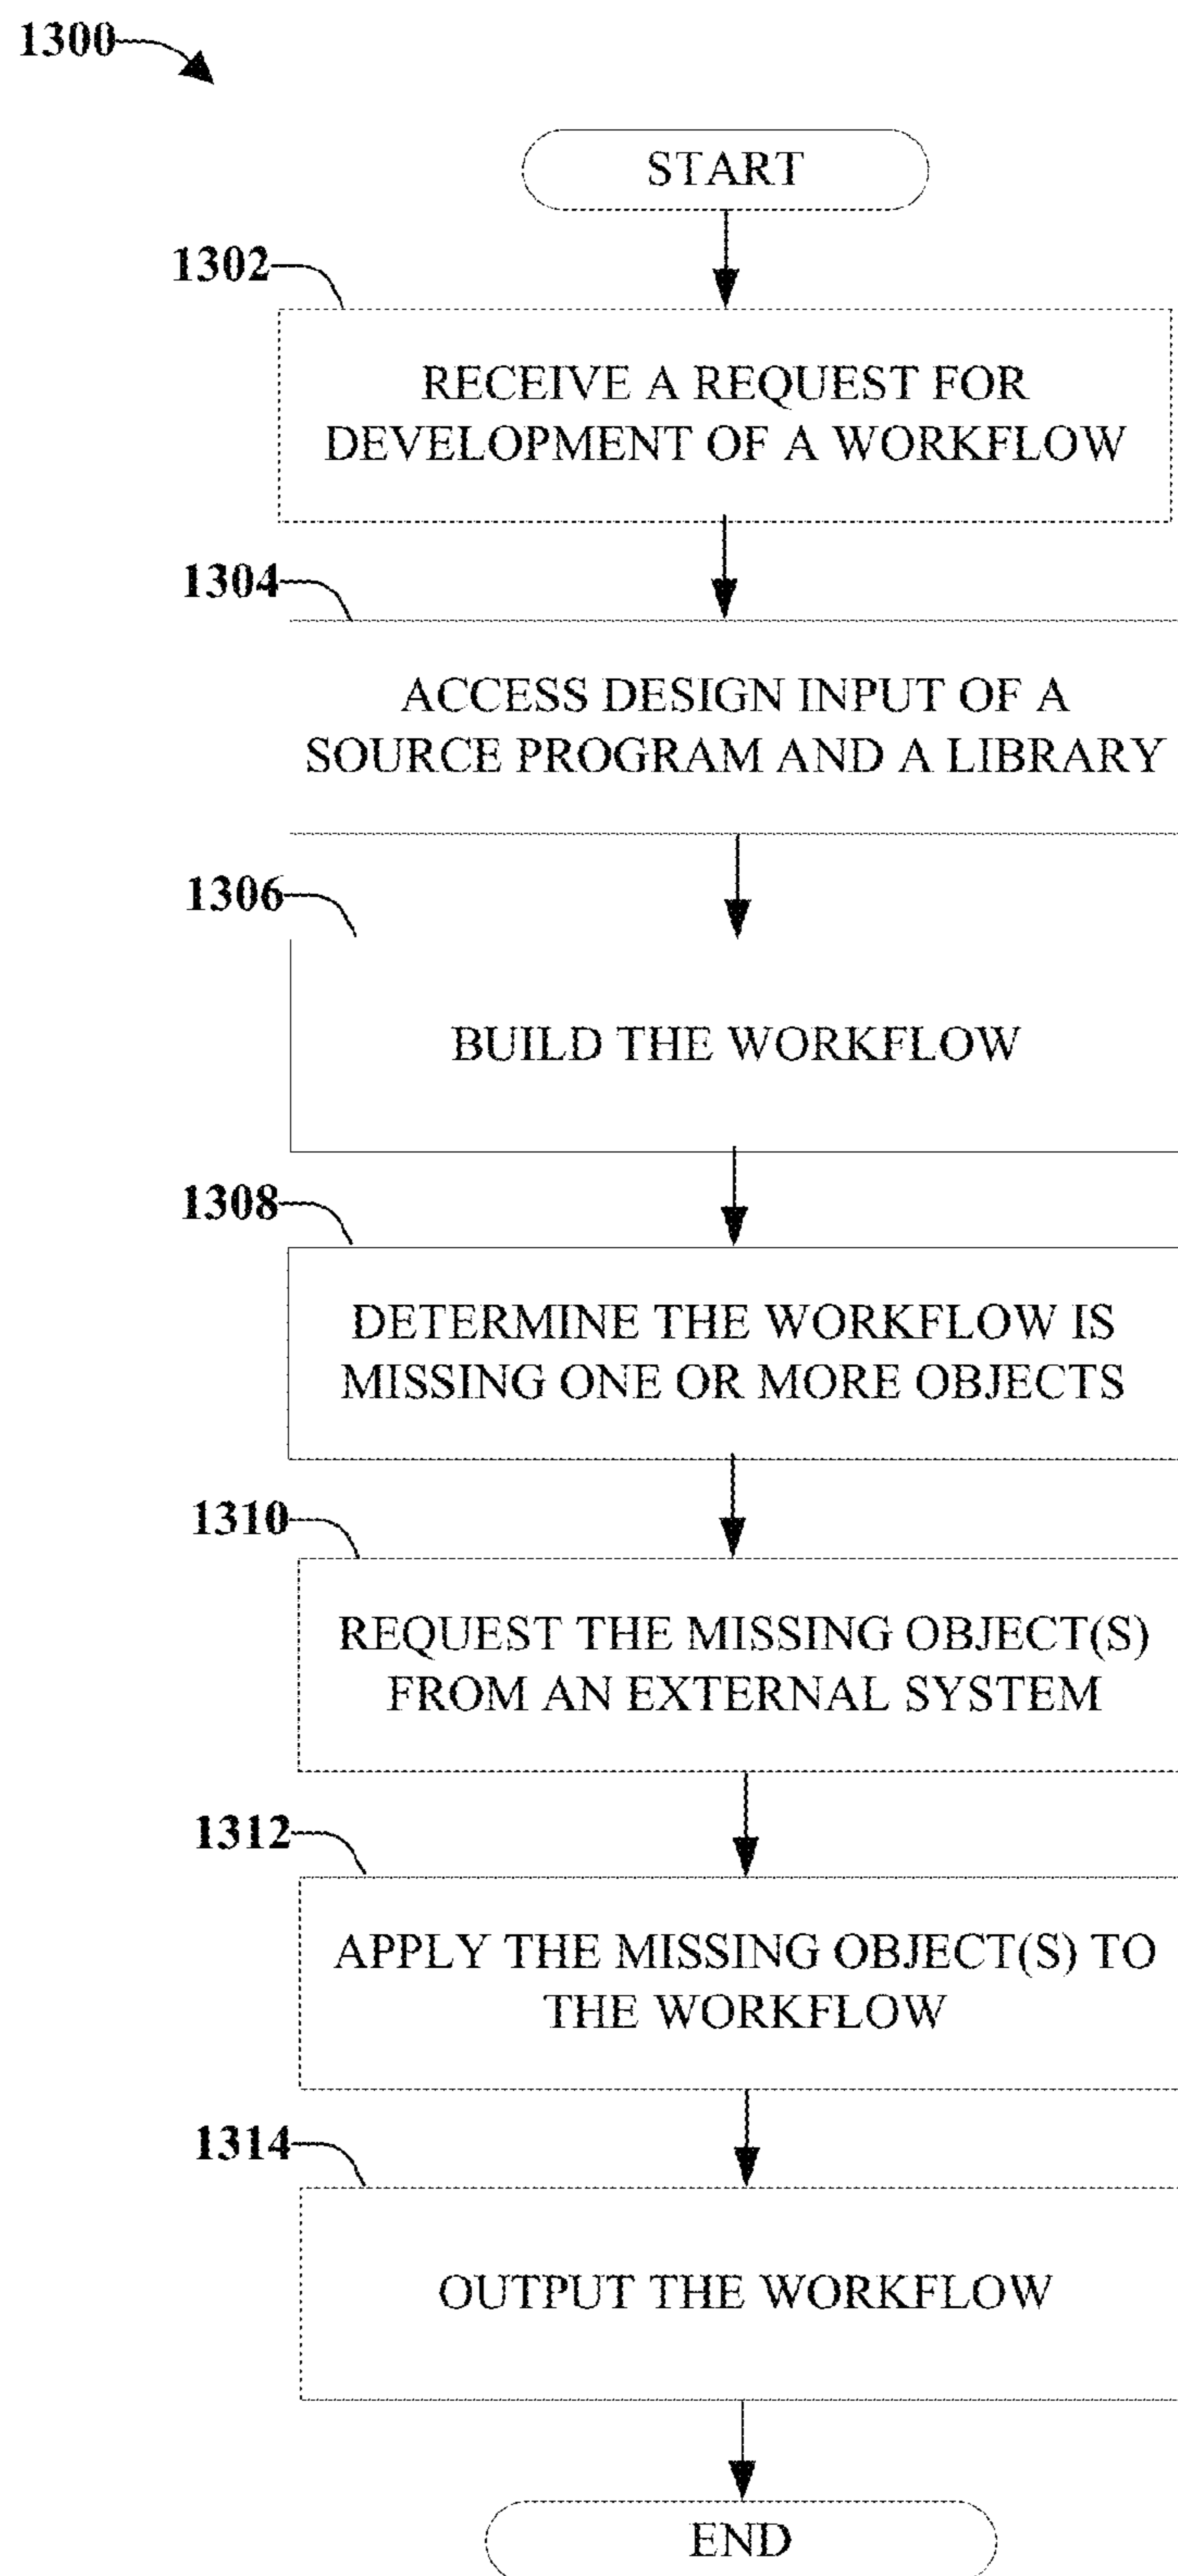 1300
START
1302
RECEIVE A REQUEST FOR
DEVELOPMENT OF A WORKFLOW
1304
ACCESS DESIGN INPUT OF A
SOURCE PROGRAM AND A LIBRARY
1306
BUILD THE WORKFLOW
1308
DETERMINE THE WORKFLOW IS
MISSING ONE OR MORE OBJECTS
1310
REQUEST THE MISSING OBJECT(S)
FROM AN EXTERNAL SYSTEM
1312
APPLY THE MISSING OBJECT(S) TO
THE WORKFLOW
1314
OUTPUT THE WORKFLOW
END